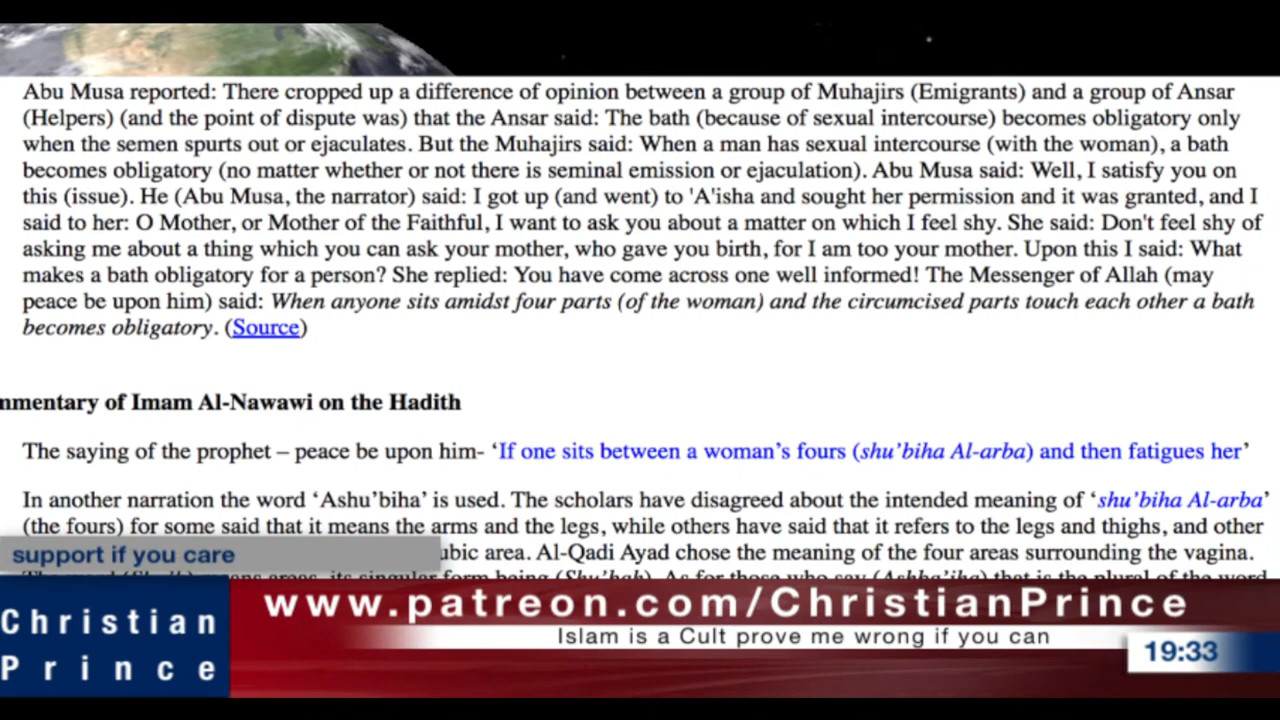 Abu Musa reported: There cropped up a difference of opinion between a group of Muhajirs (Emigrants) and a group of Ansar
(Helpers) (and the point of dispute was) that the Ansar said: The bath (because of sexual intercourse) becomes obligatory only
when the semen spurts out or ejaculates. But the Muhajirs said: When a man has sexual intercourse (with the woman), a bath
becomes obligatory (no matter whether or not there is seminal emission or ejaculation). Abu Musa said: Well, I satisfy you on
this (issue). He (Abu Musa, the narrator) said: I got up (and went) to 'A'isha and sought her permission and it was granted, and I
said to her: O Mother, or Mother of the Faithful, I want to ask you about a matter on which I feel shy. She said: Don't feel shy of
asking me about a thing which you can ask your mother, who gave you birth, for I am too your mother. Upon this I said: What
makes a bath obligatory for a person? She replied: You have come across one well informed! The Messenger of Allah (may
peace be upon him) said: When anyone sits amidst four parts (of the woman) and the circumcised parts touch each other a bath
becomes obligatory. (Source)
mmentary of Imam Al-Nawawi on the Hadith
The saying of the prophet – peace be upon him- ‘If one sits between a woman’s fours (shu’biha Al-arba) and then fatigues her’
In another narration the word ‘Ashu’biha’ is used. The scholars have disagreed about the intended meaning of ‘shu’biha Al-arba’
(the fours) for some said that it means the arms and the legs, while others have said that it refers to the legs and thighs, and other
ubic area. Al-Qadi Ayad chose the meaning of the four areas surrounding the vagina.
support if you care
www.patreon.com/ChristianPrince
Islam is a Cult prove me wrong if you can
Christian
Prince
19:33